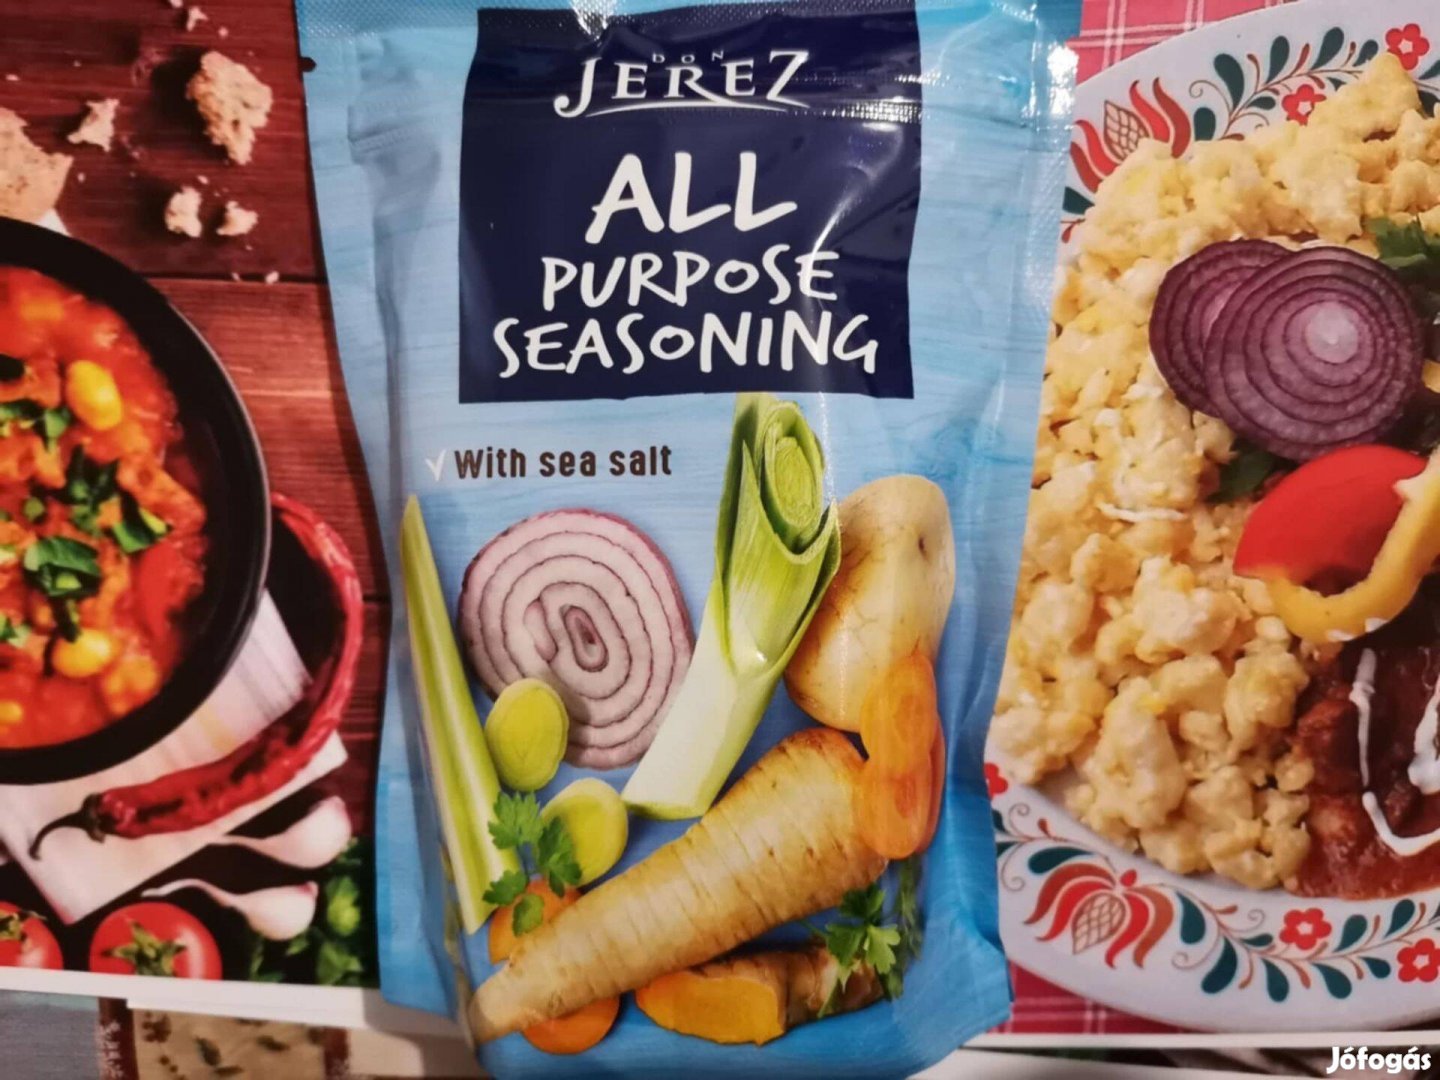 DON
JEREZ
ALL
PURPOSE
SEASONING
√ With sea salt
Jófogás